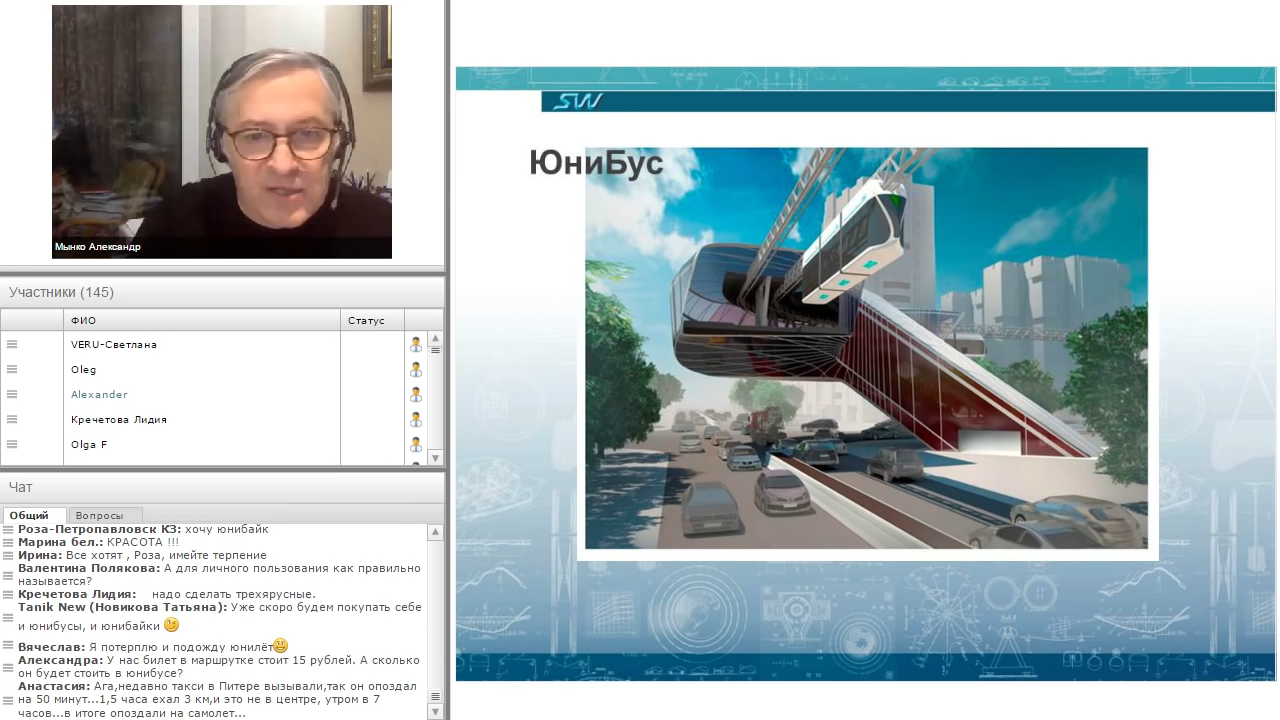 Мынко Александр
Участники (145)
ФИО Статус
VERU-Светлана
Oleg
Alexander
Кречетова Лидия
Olga F
Чат
Общий Вопросы
Роза-Петропавловск КЗ: хочу юнибайк
Марина бел.: КРАСОТА !!!
Ирина: Все хотят , Роза, имейте терпение
Валентина Полякова: А для личного пользования как правильно
называется?
Кречетова Лидия: надо сделать трехярусные.
Tanik New (Новикова Татьяна): Уже скоро будем покупать себе
и юнибусы, и юнибайки
Вячеслав: Я потерплю и подожду юнилёт
Александра: У нас билет в маршрутке стоит 15 рублей. А сколько
он будет стоить в юнибусе?
Анастасия: Ага,недавно такси в Питере вызывали,так он опоздал
на 50 минут...1,5 часа ехал 3 км,и это не в центре, утром в 7
часов...в итоге опоздали на самолет...
SW
ЮниБус